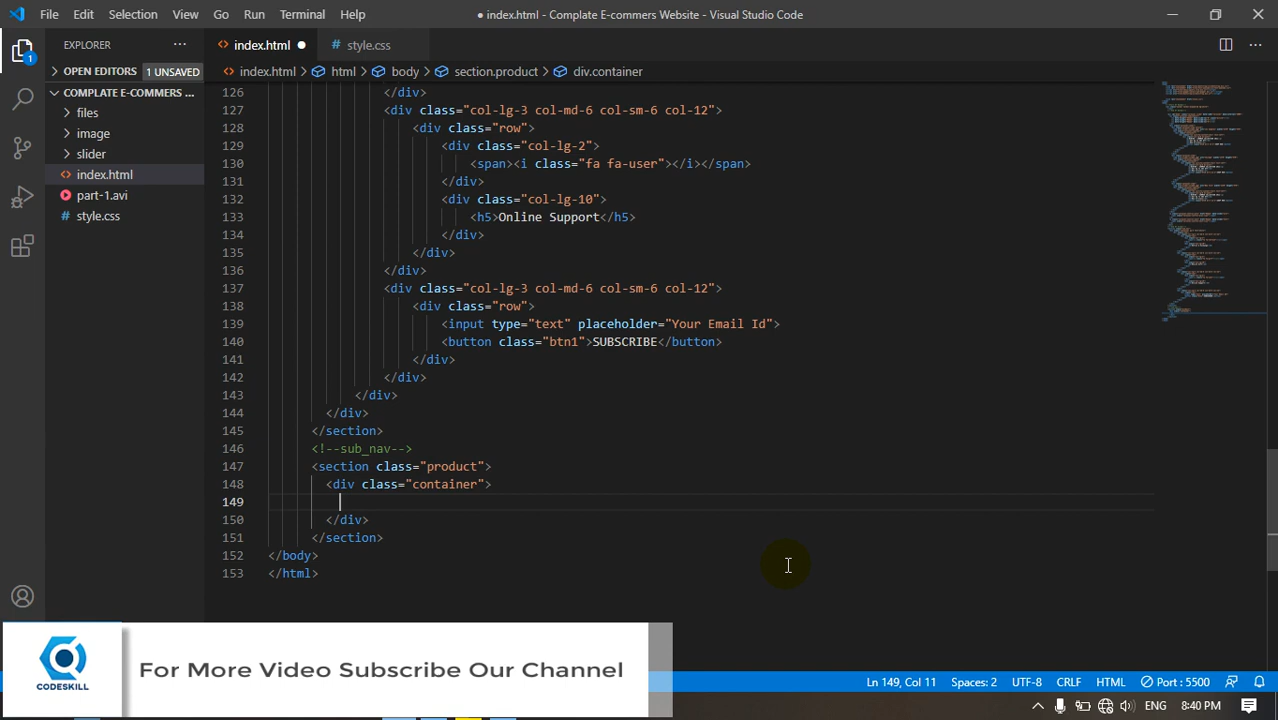 File Edit Selection View Go Run Terminal Help
● index.html - Complate E-commers Website - Visual Studio Code
EXPLORER ···
index.html ●
# style.css
index.html > html > body > section.product > div.container
1
OPEN EDITORS 1 UNSAVED
COMPLATE E-COMMERS ...
files
image
slider
index.html
part-1.avi
# style.css
126 </div>
127 <div class="col-lg-3 col-md-6 col-sm-6 col-12">
128 <div class="row">
129 <div class="col-lg-2">
130 <span><i class="fa fa-user"></i></span>
131 </div>
132 <div class="col-lg-10">
133 <h5>Online Support</h5>
134 </div>
135 </div>
136 </div>
137 <div class="col-lg-3 col-md-6 col-sm-6 col-12">
138 <div class="row">
139 <input type="text" placeholder="Your Email Id">
140 <button class="btn1">SUBSCRIBE</button>
141 </div>
142 </div>
143 </div>
144 </div>
145 </section>
146 <!--sub_nav-->
147 <section class="product">
148 <div class="container">
149
150 </div>
151 </section>
152 </body>
153 </html>
CODESKILL
For More Video Subscribe Our Channel
Ln 149, Col 11 Spaces: 2 UTF-8 CRLF HTML Port : 5500
ENG 8:40 PM